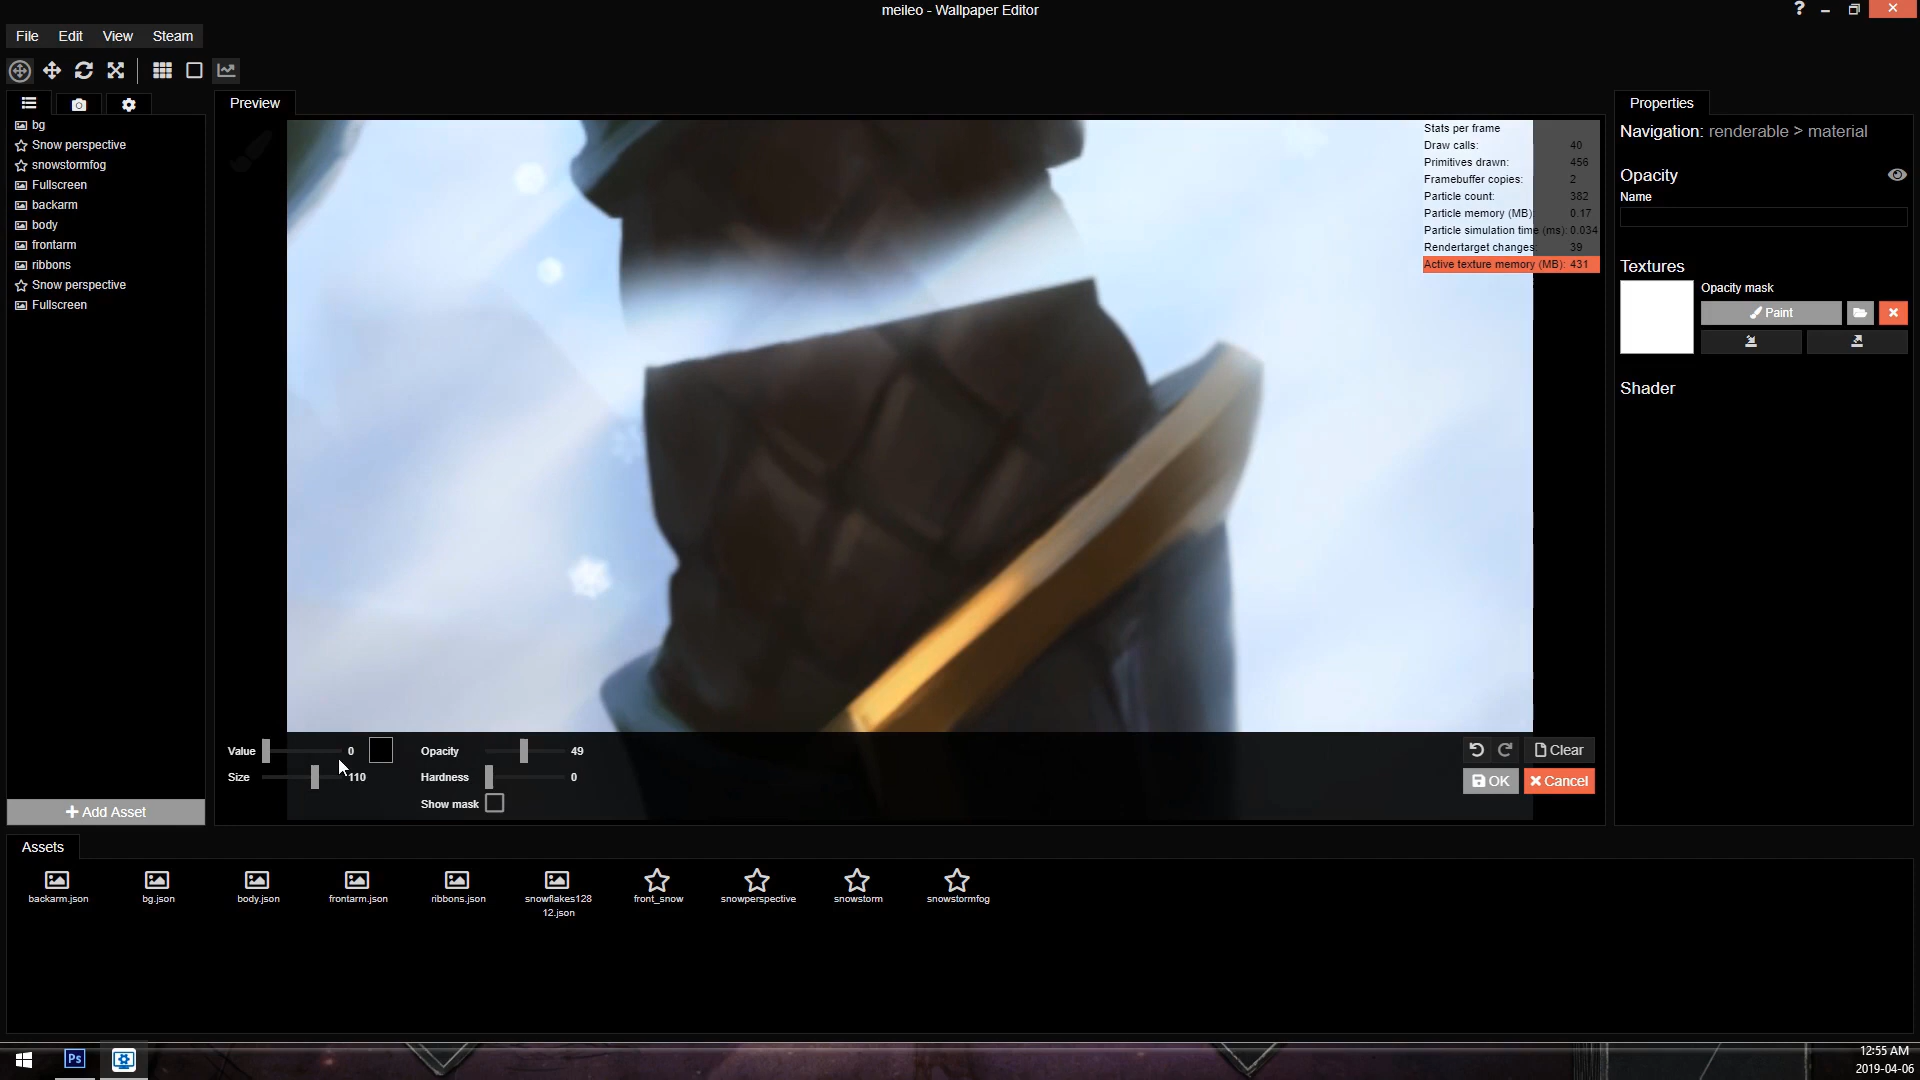 meileo - Wallpaper Editor
?
File Edit View Steam
Preview
Properties
bg
Snow perspective
snowstormfog
Fullscreen
backarm
body
frontarm
ribbons
Snow perspective
Fullscreen
Add Asset
Stats per frame
Draw calls: 40
Primitives drawn: 456
Framebuffer copies: 2
Particle count: 382
Particle memory (MB): 0.17
Particle simulation time (ms): 0.034
Rendertarget changes: 39
Active texture memory (MB): 431
Navigation: renderable > material
Opacity
Name
Textures
Opacity mask
Paint
Shader
Value 0 Opacity 49
Size 110 Hardness 0
Show mask
Clear
OK Cancel
Assets
backarm.json
bg.json
body.json
frontarm.json
ribbons.json
snowflakes128
12.json
front_snow
snowperspective
snowstorm
snowstormfog
Ps
12:55 AM
2019-04-06